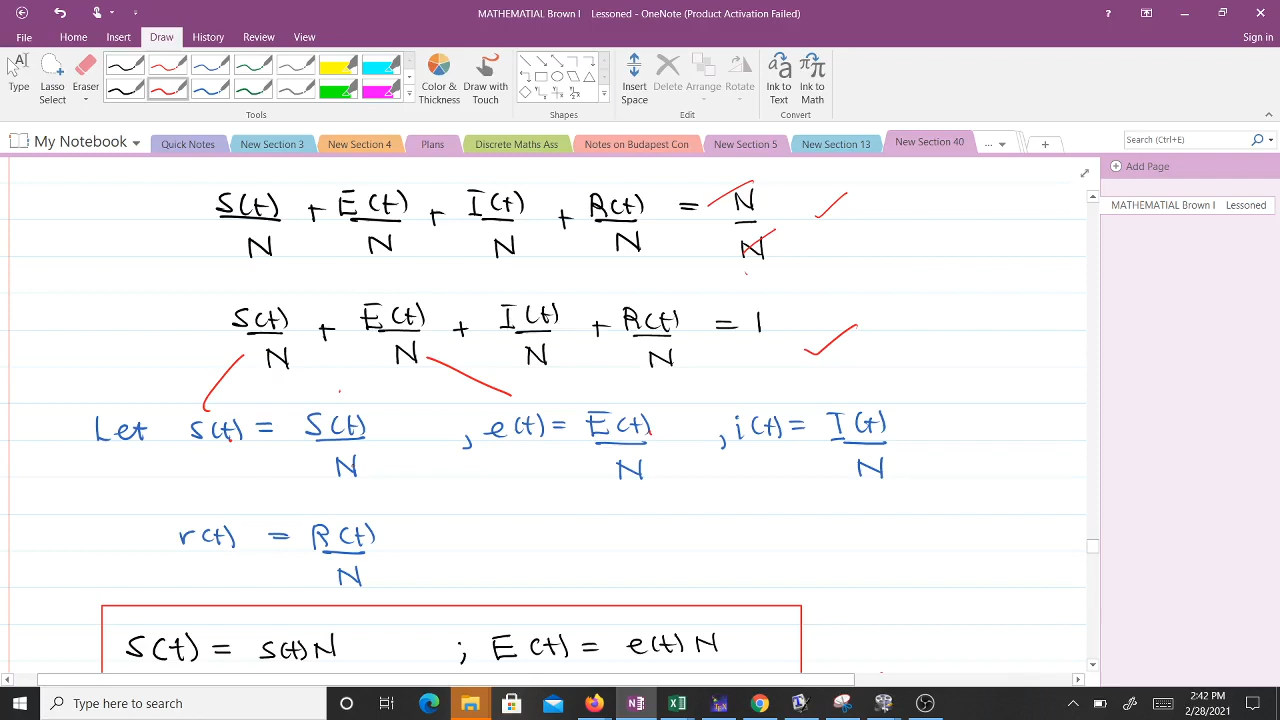 MATHEMATIAL Brown I    Lessoned - OneNote (Product Activation Failed)
File Home Insert Draw History Review View
Sign in
Type Lasso Select Eraser Color & Thickness Draw with Touch Insert Space Delete Arrange Rotate Ink to Text Ink to Math
Tools Shapes Edit Convert
My Notebook Quick Notes New Section 3 New Section 4 Plans Discrete Mathematics Ass Notes on Budapest Con New Section 5 New Section 13 New Section 40 ... Search (Ctrl+E)
Add Page
MATHEMATIAL Brown I    Lessoned
S(t)/N + E(t)/N + I(t)/N + R(t)/N = N/N
S(t)/N + E(t)/N + I(t)/N + R(t)/N = 1
Let s(t) = S(t)/N , e(t) = E(t)/N , i(t) = I(t)/N
r(t) = R(t)/N
S(t) = s(t)N ; E(t) = e(t)N
Type here to search
2:42 PM
2/28/2021